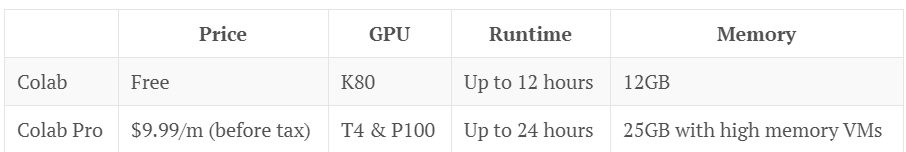 Price GPU Runtime Memory
Colab Free K80 Up to 12 hours 12GB
Colab Pro $9.99/m (before tax) T4 & P100 Up to 24 hours 25GB with high memory VMs